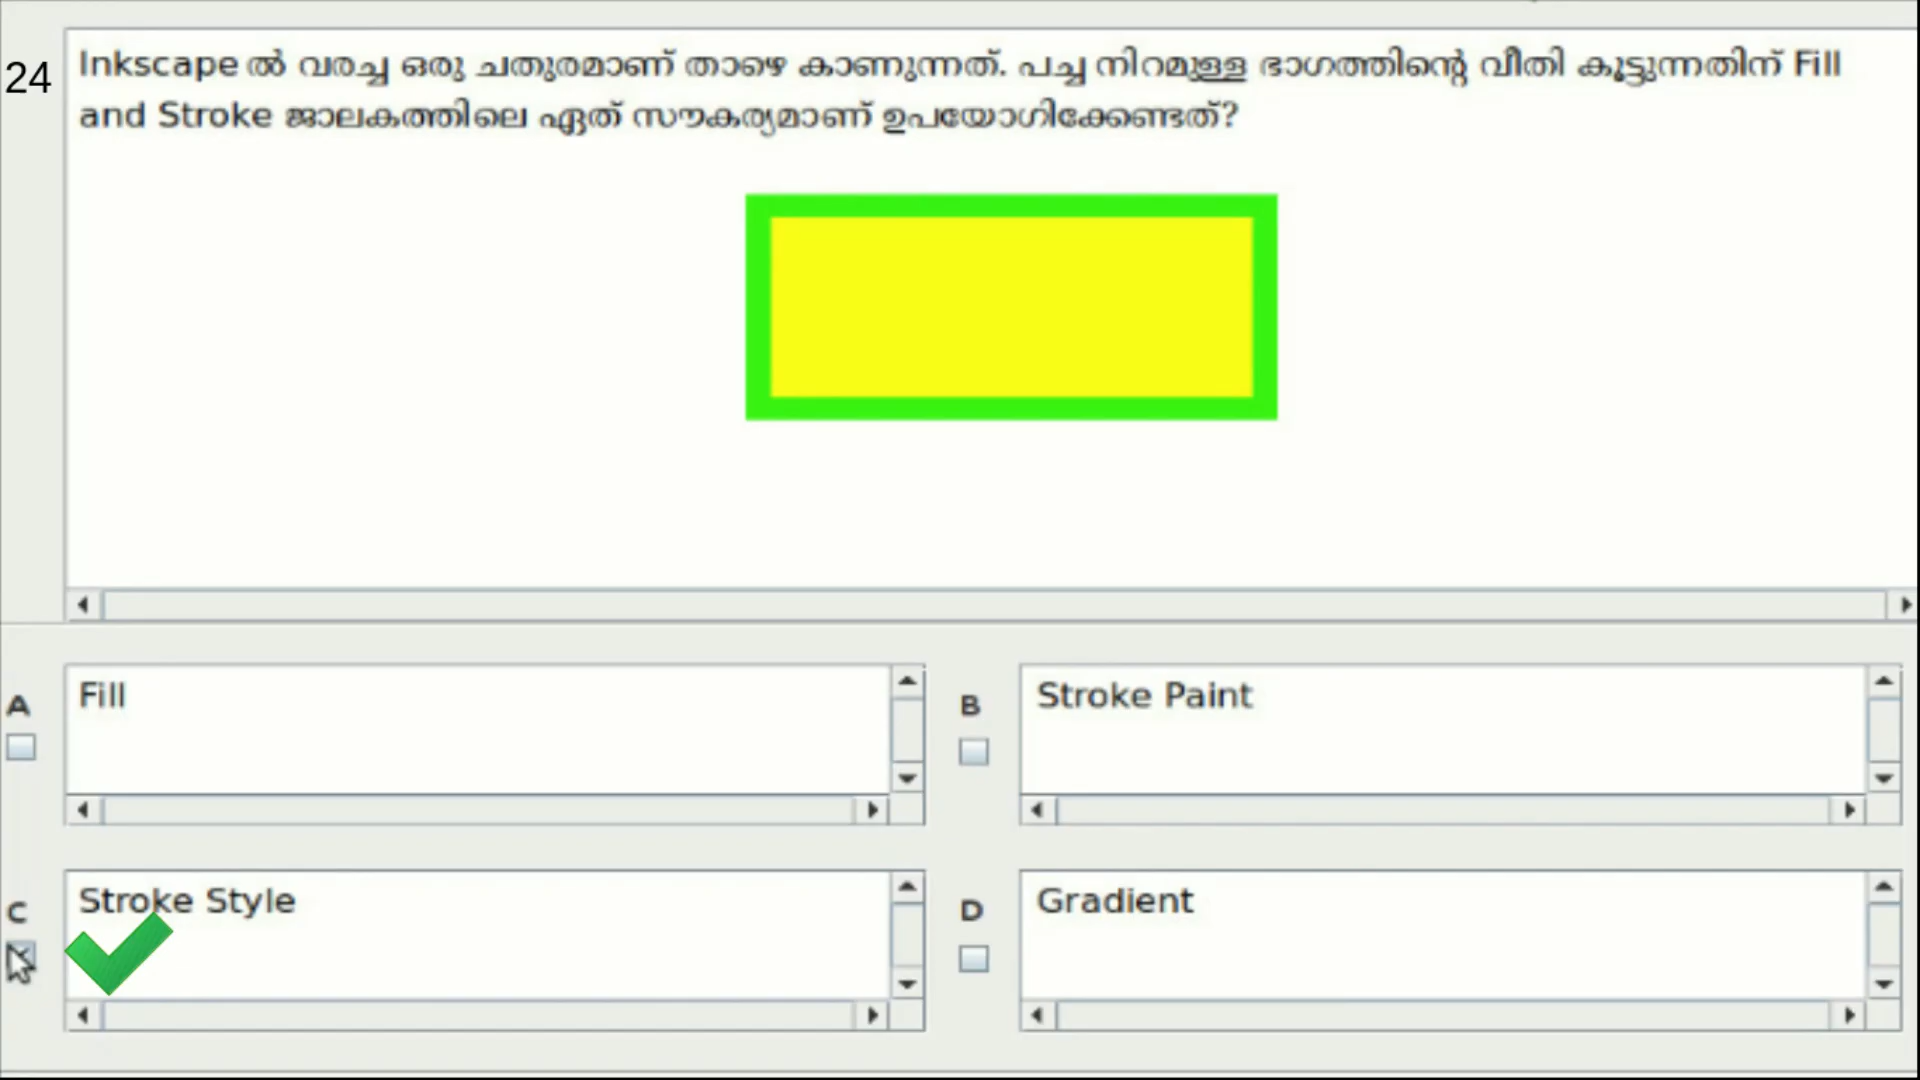 24
Inkscape ൽ വരച്ച ഒരു ചതുരമാണ് താഴെ കാണുന്നത്. പച്ച നിറമുള്ള ഭാഗത്തിന്റെ വീതി കൂട്ടുന്നതിന് Fill
and Stroke ജാലകത്തിലെ ഏത് സൗകര്യമാണ് ഉപയോഗിക്കേണ്ടത്?
A
Fill
B
Stroke Paint
C
Stroke Style
D
Gradient